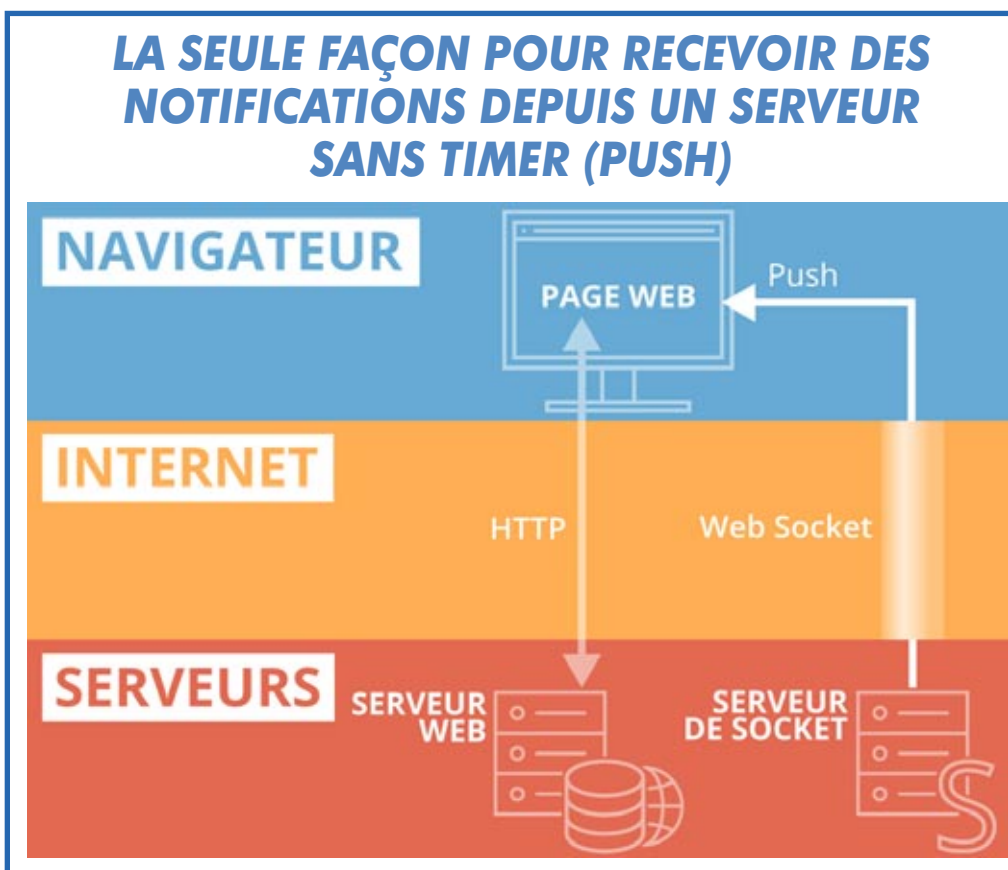 LA SEULE FAÇON POUR RECEVOIR DES
NOTIFICATIONS DEPUIS UN SERVEUR
SANS TIMER (PUSH)
NAVIGATEUR
PAGE WEB
Push
INTERNET
HTTP
Web Socket
SERVEURS
SERVEUR
WEB
SERVEUR
DE SOCKET
S